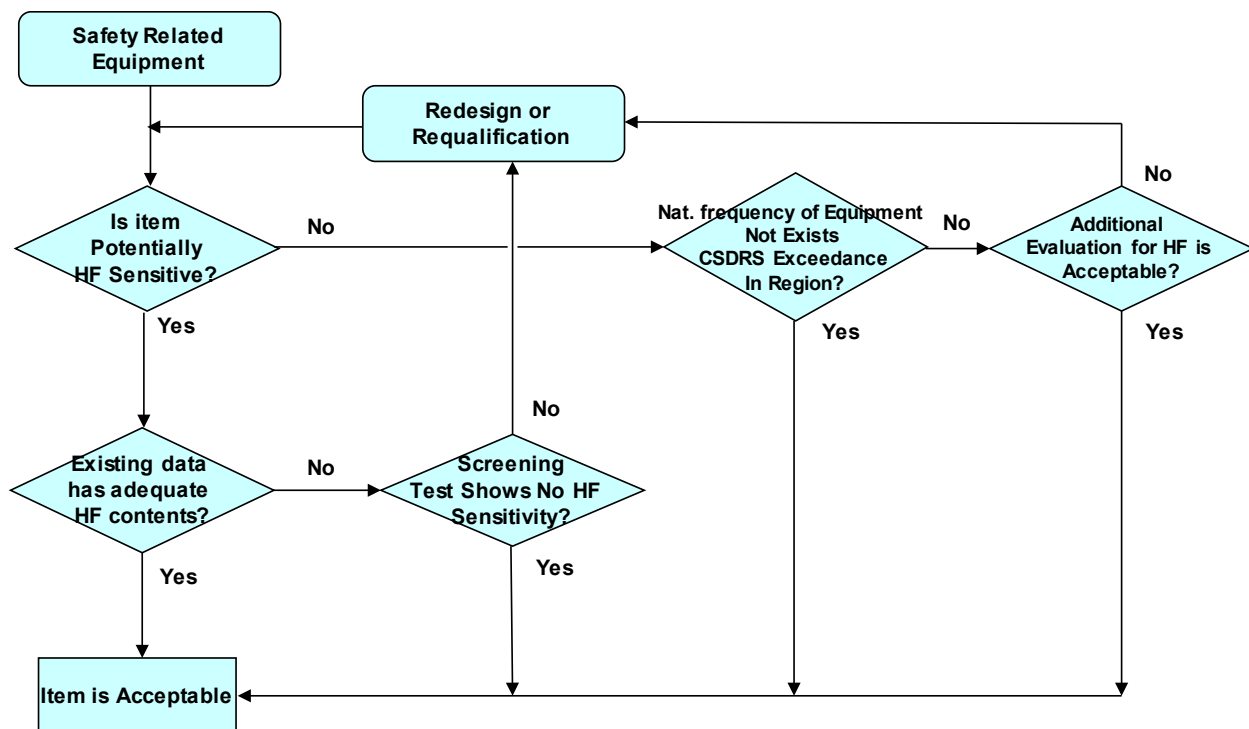 Safety Related
Equipment
Redesign or
Requalification
No
Is item
Potentially
HF Sensitive?
No
Nat. frequency of Equipment
Not Exists
CSDRS Exceedance
In Region?
No
Additional
Evaluation for HF is
Acceptable?
Yes
Yes
Yes
No
Existing data
has adequate
HF contents?
No
Screening
Test Shows No HF
Sensitivity?
Yes
Yes
Item is Acceptable